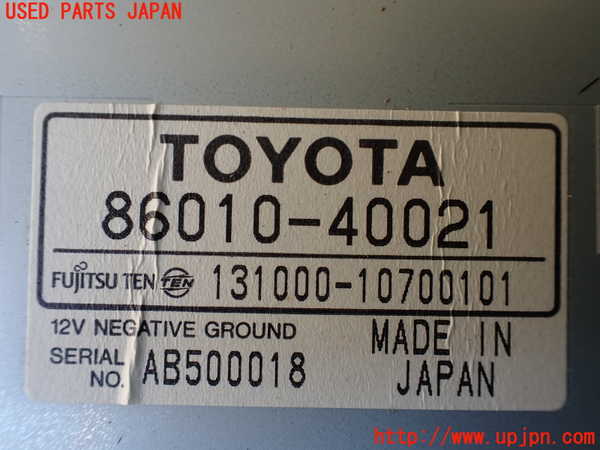 USED PARTS JAPAN
TOYOTA
86010-40021
FUJITSU TEN TEN 131000-10700101
12V NEGATIVE GROUND
SERIAL NO. AB500018
MADE IN JAPAN
http://www.upjpn.com